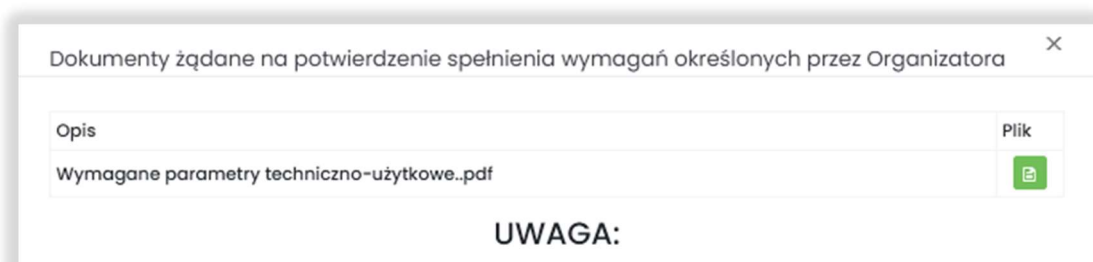 Dokumenty żądane na potwierdzenie spełnienia wymagań określonych przez Organizatora
Opis
Plik
Wymagane parametry techniczno-użytkowe..pdf
UWAGA: